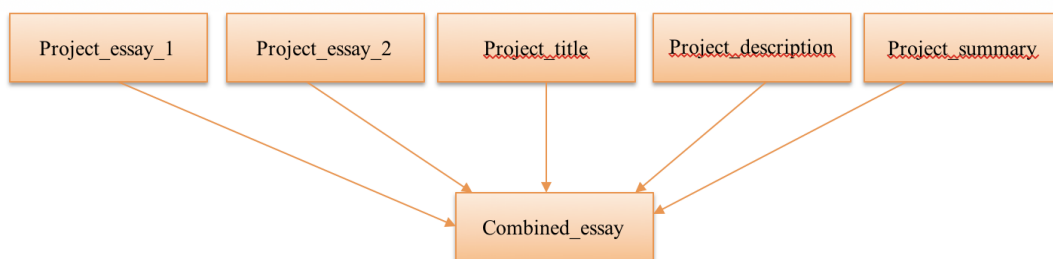 Project_essay_1
Project_essay_2
Project_title
Project_description
Project_summary
Combined_essay